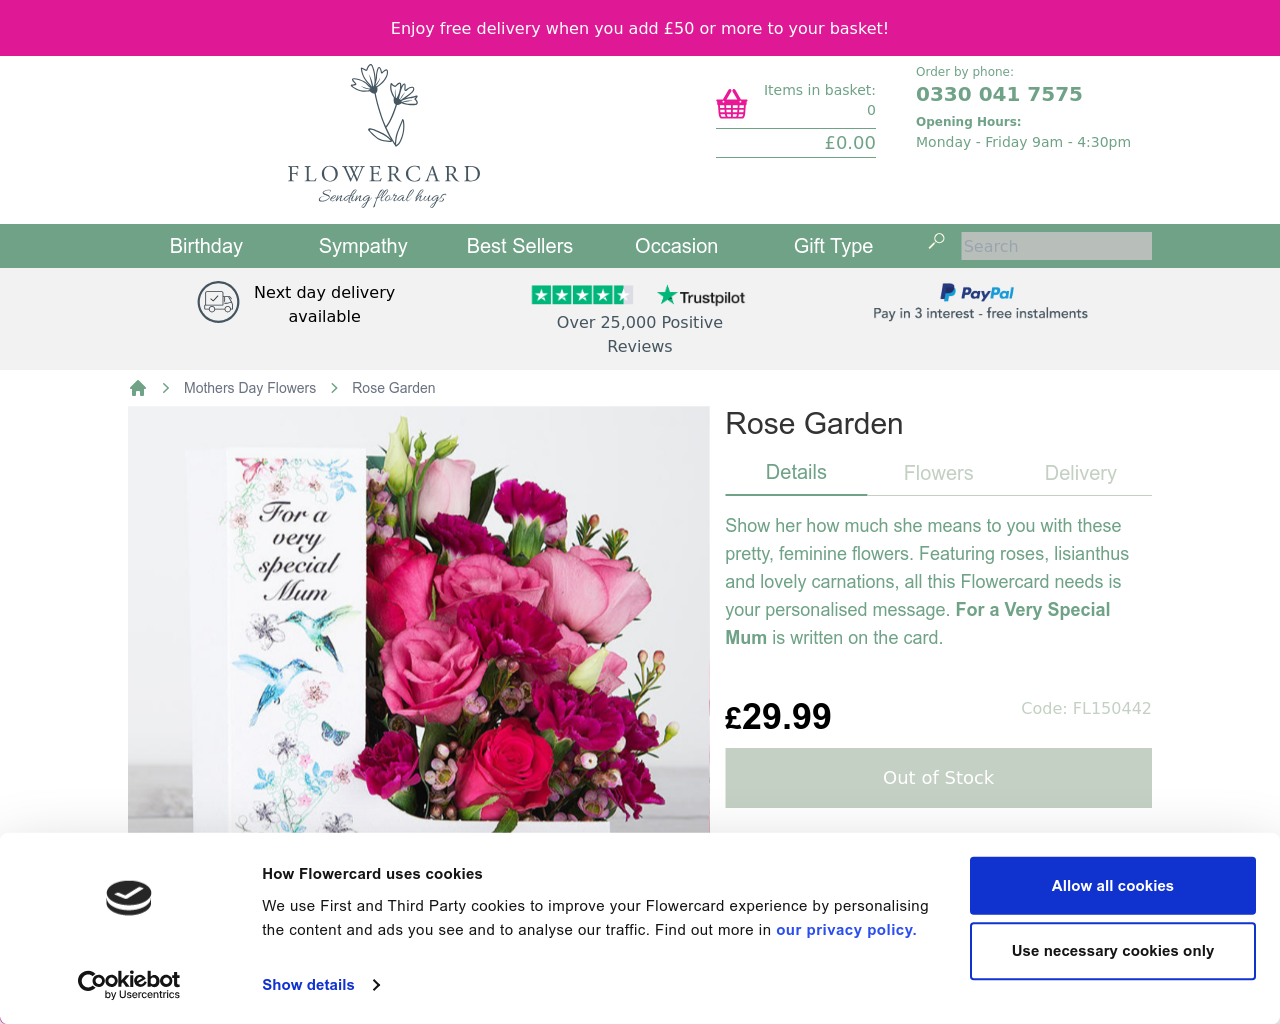 Enjoy free delivery when you add £50 or more to your basket!
FLOWERCARD
Sending floral hugs
Items in basket:
0
£0.00
Order by phone:
0330 041 7575
Opening Hours:
Monday - Friday 9am - 4:30pm
Birthday
Sympathy
Best Sellers
Occasion
Gift Type
Search
Next day delivery
available
Trustpilot
Over 25,000 Positive
Reviews
PayPal
Pay in 3 interest - free instalments
Mothers Day Flowers
Rose Garden
For a
very
special
Mum
Rose Garden
Details
Flowers
Delivery
Show her how much she means to you with these
pretty, feminine flowers. Featuring roses, lisianthus
and lovely carnations, all this Flowercard needs is
your personalised message. For a Very Special
Mum is written on the card.
£29.99
Code: FL150442
Out of Stock
Cookiebot
by Usercentrics
How Flowercard uses cookies
We use First and Third Party cookies to improve your Flowercard experience by personalising
the content and ads you see and to analyse our traffic. Find out more in our privacy policy.
Show details
Allow all cookies
Use necessary cookies only